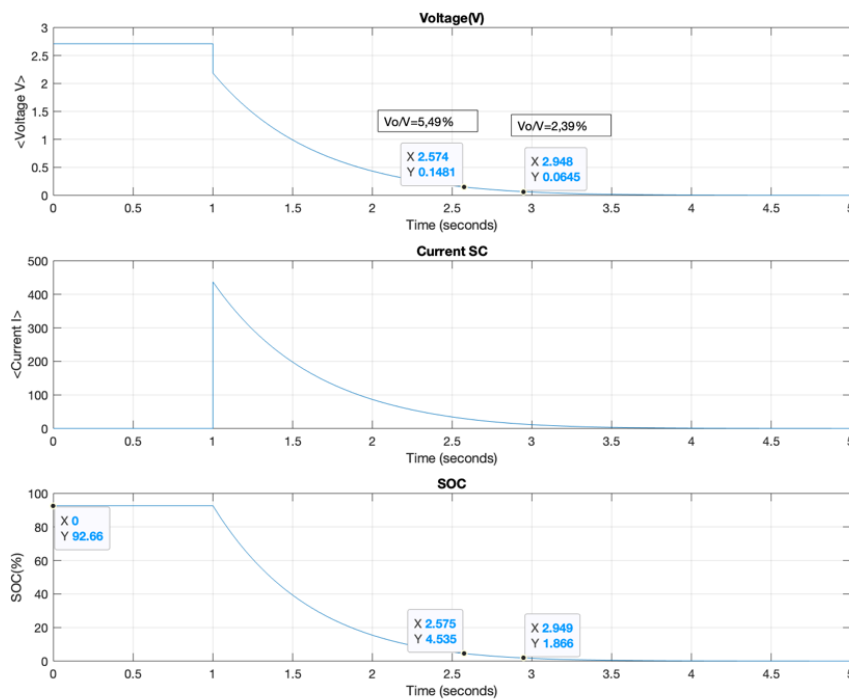 Voltage(V)
3
2.5
2
1.5
1
0.5
0
<Voltage V>
Vo/V=5,49%
Vo/V=2,39%
X 2.574
Y 0.1481
X 2.948
Y 0.0645
0 0.5 1 1.5 2 2.5 3 3.5 4 4.5 5
Time (seconds)
Current SC
500
400
300
200
100
0
<Current I>
0 0.5 1 1.5 2 2.5 3 3.5 4 4.5 5
Time (seconds)
SOC
100
80
60
40
20
0
SOC(%)
X 0
Y 92.66
X 2.575
Y 4.535
X 2.949
Y 1.866
0 0.5 1 1.5 2 2.5 3 3.5 4 4.5 5
Time (seconds)